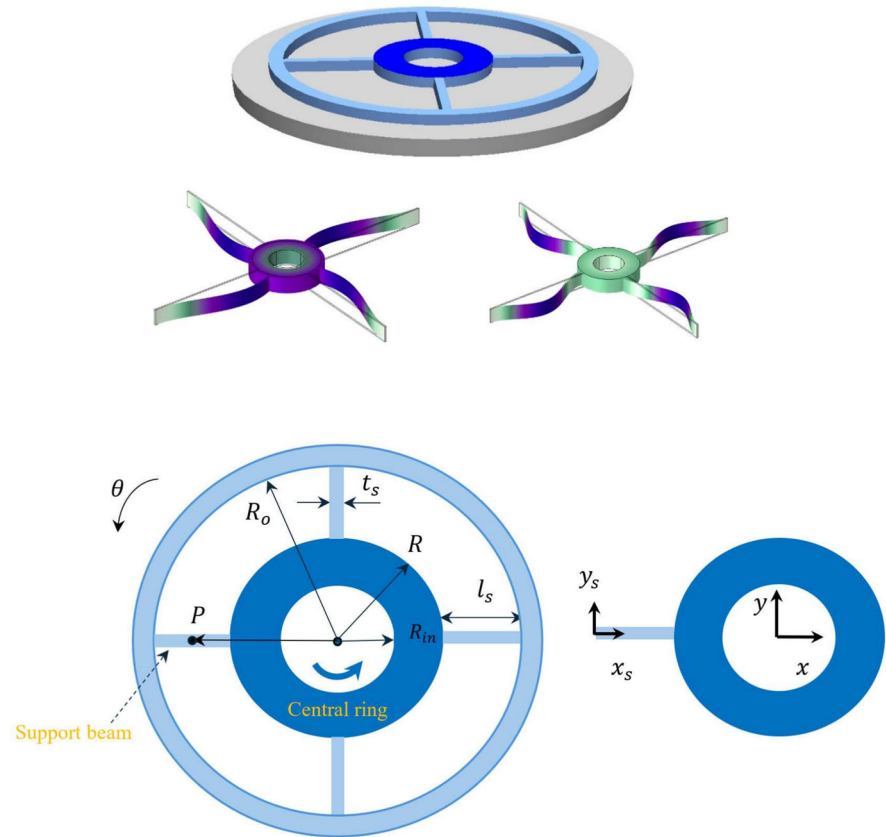 θ
t_s
R_o
R
l_s
P
R_in
y_s
y
x_s
x
Central ring
Support beam